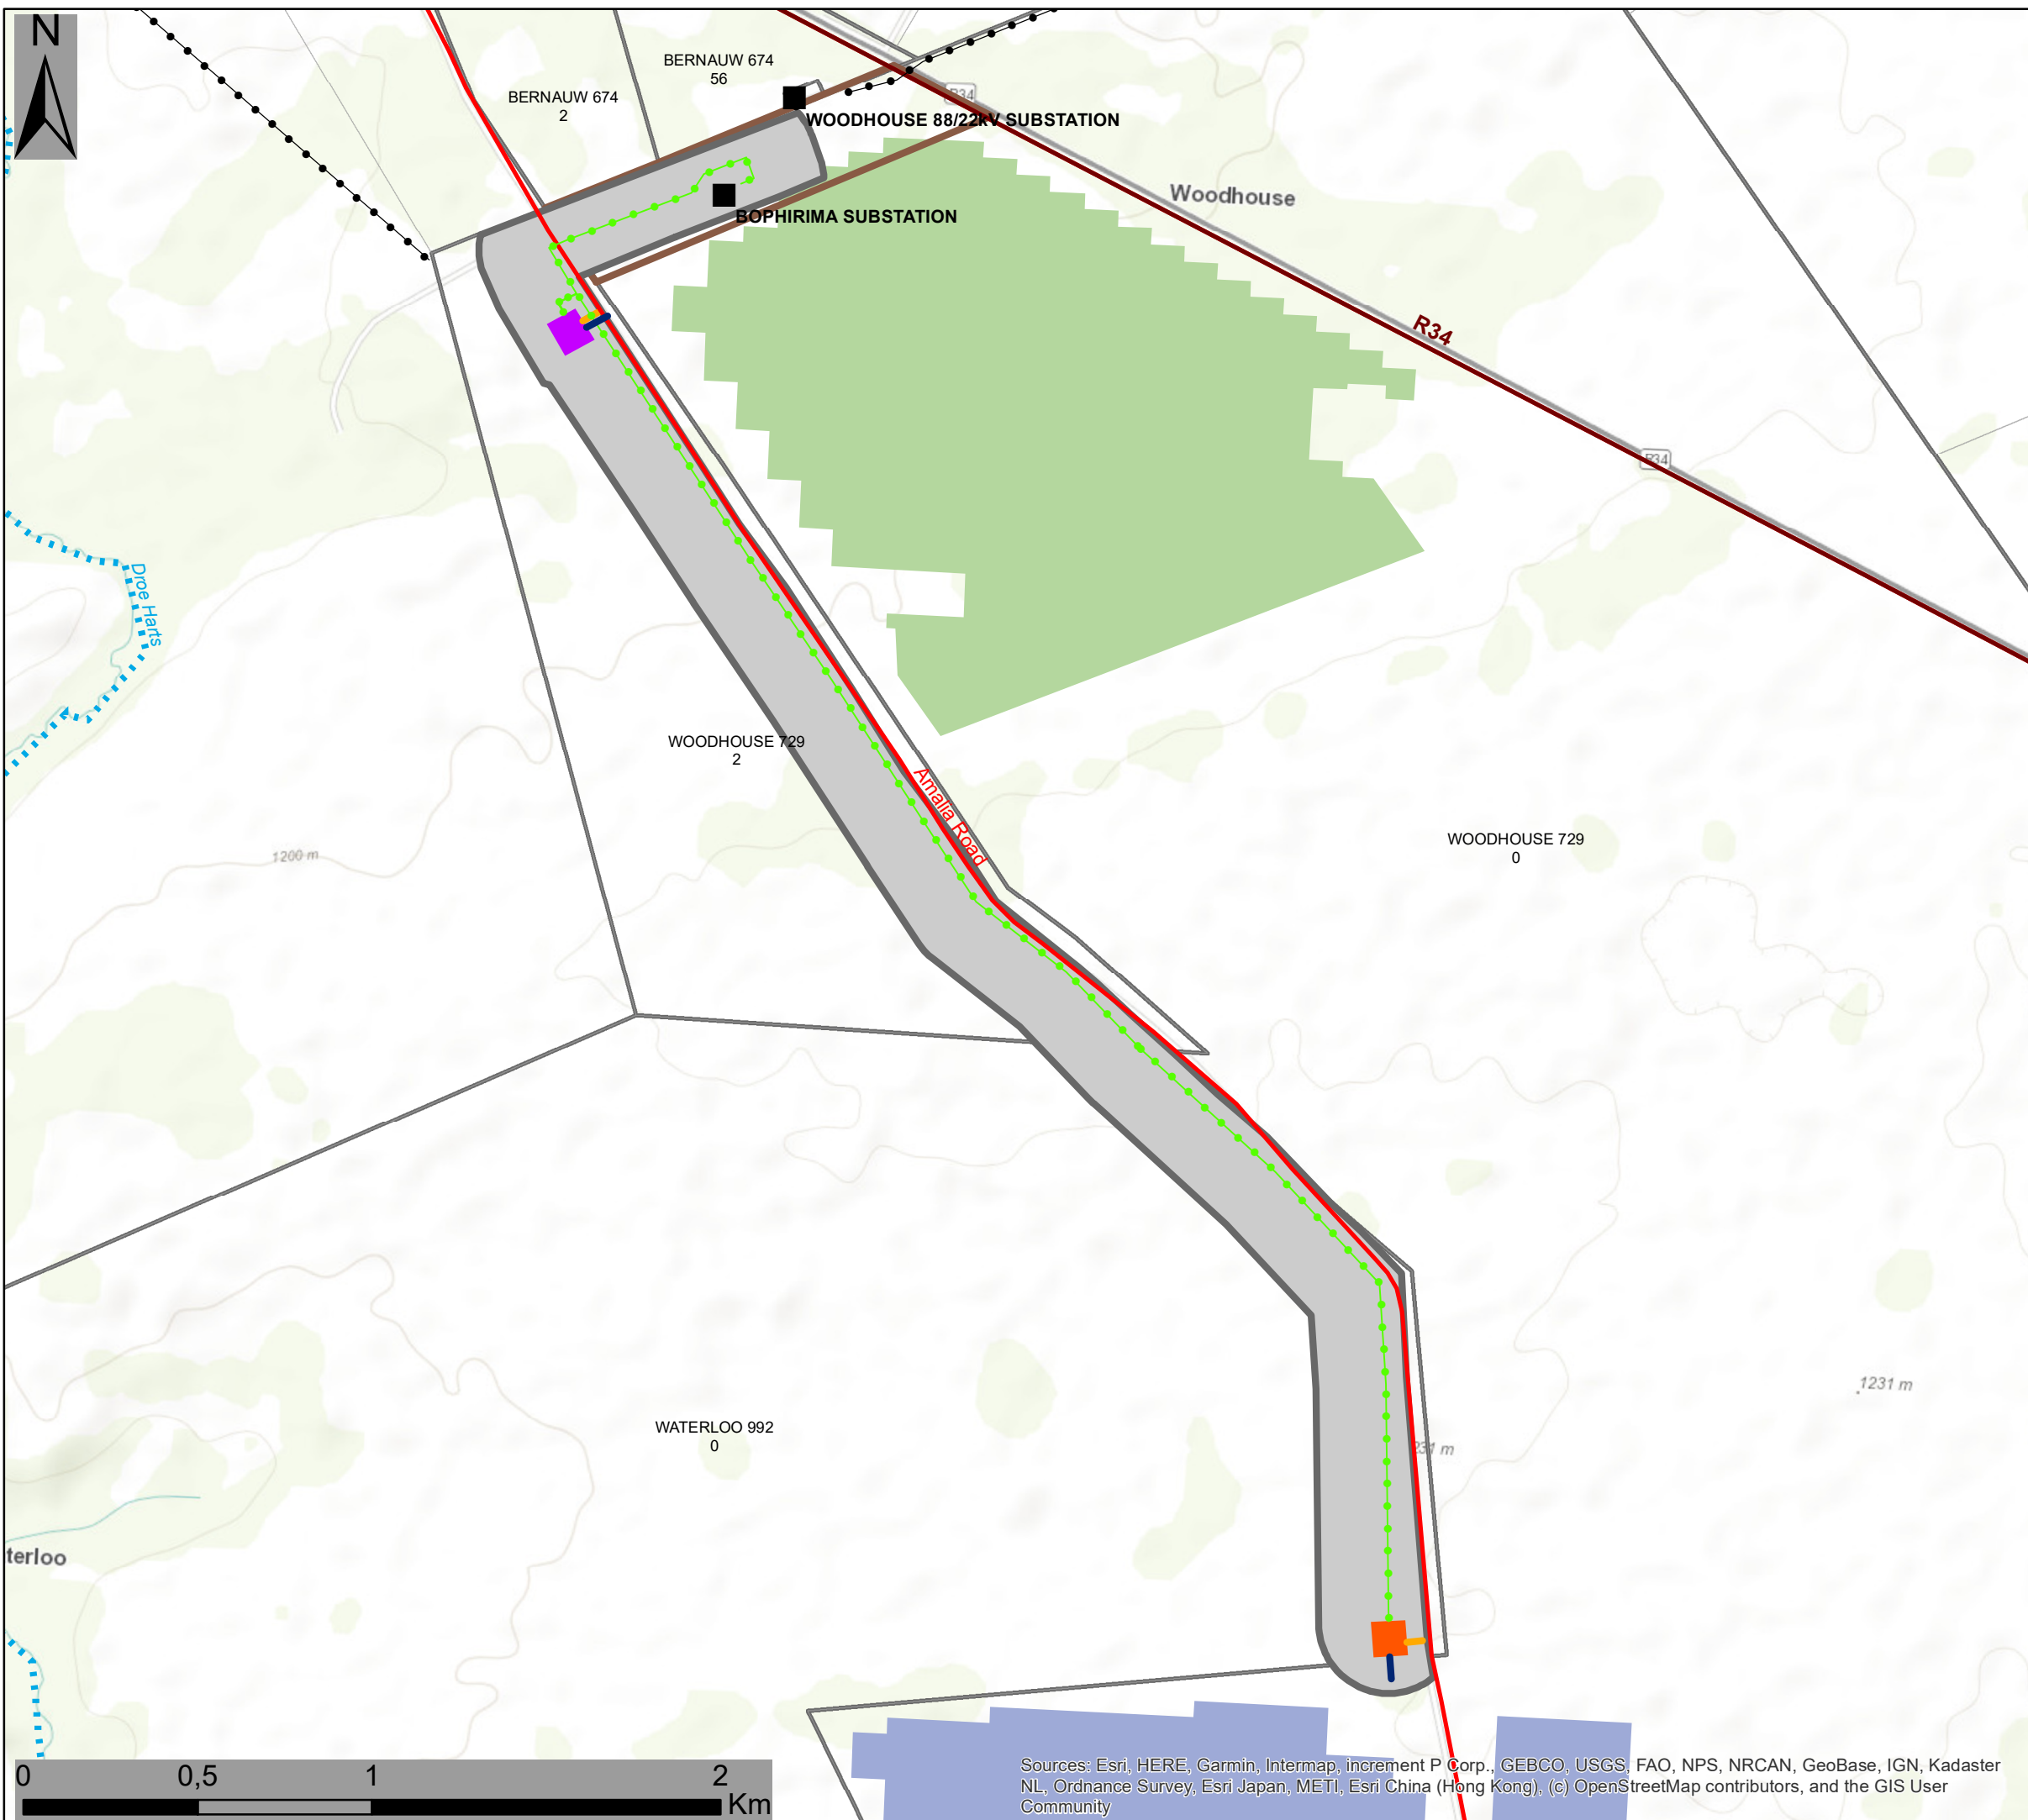 N
BERNAUW 674
56
BERNAUW 674
2
R34
WOODHOUSE 88/22kV SUBSTATION
Woodhouse
BOPHIRIMA SUBSTATION
R34
R34
Droe Harts
WOODHOUSE 729
2
Amalia Road
WOODHOUSE 729
0
1200 m
1231 m
WATERLOO 992
0
231 m
terloo
0 0,5 1 2
Km
Sources: Esri, HERE, Garmin, Intermap, increment P Corp., GEBCO, USGS, FAO, NPS, NRCAN, GeoBase, IGN, Kadaster
NL, Ordnance Survey, Esri Japan, METI, Esri China (Hong Kong), (c) OpenStreetMap contributors, and the GIS User
Community